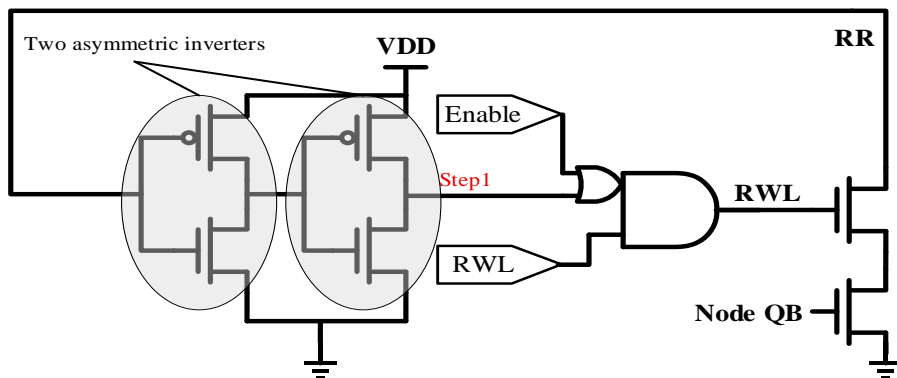 Two asymmetric inverters
VDD
RR
Enable
Step1
RWL
RWL
Node QB